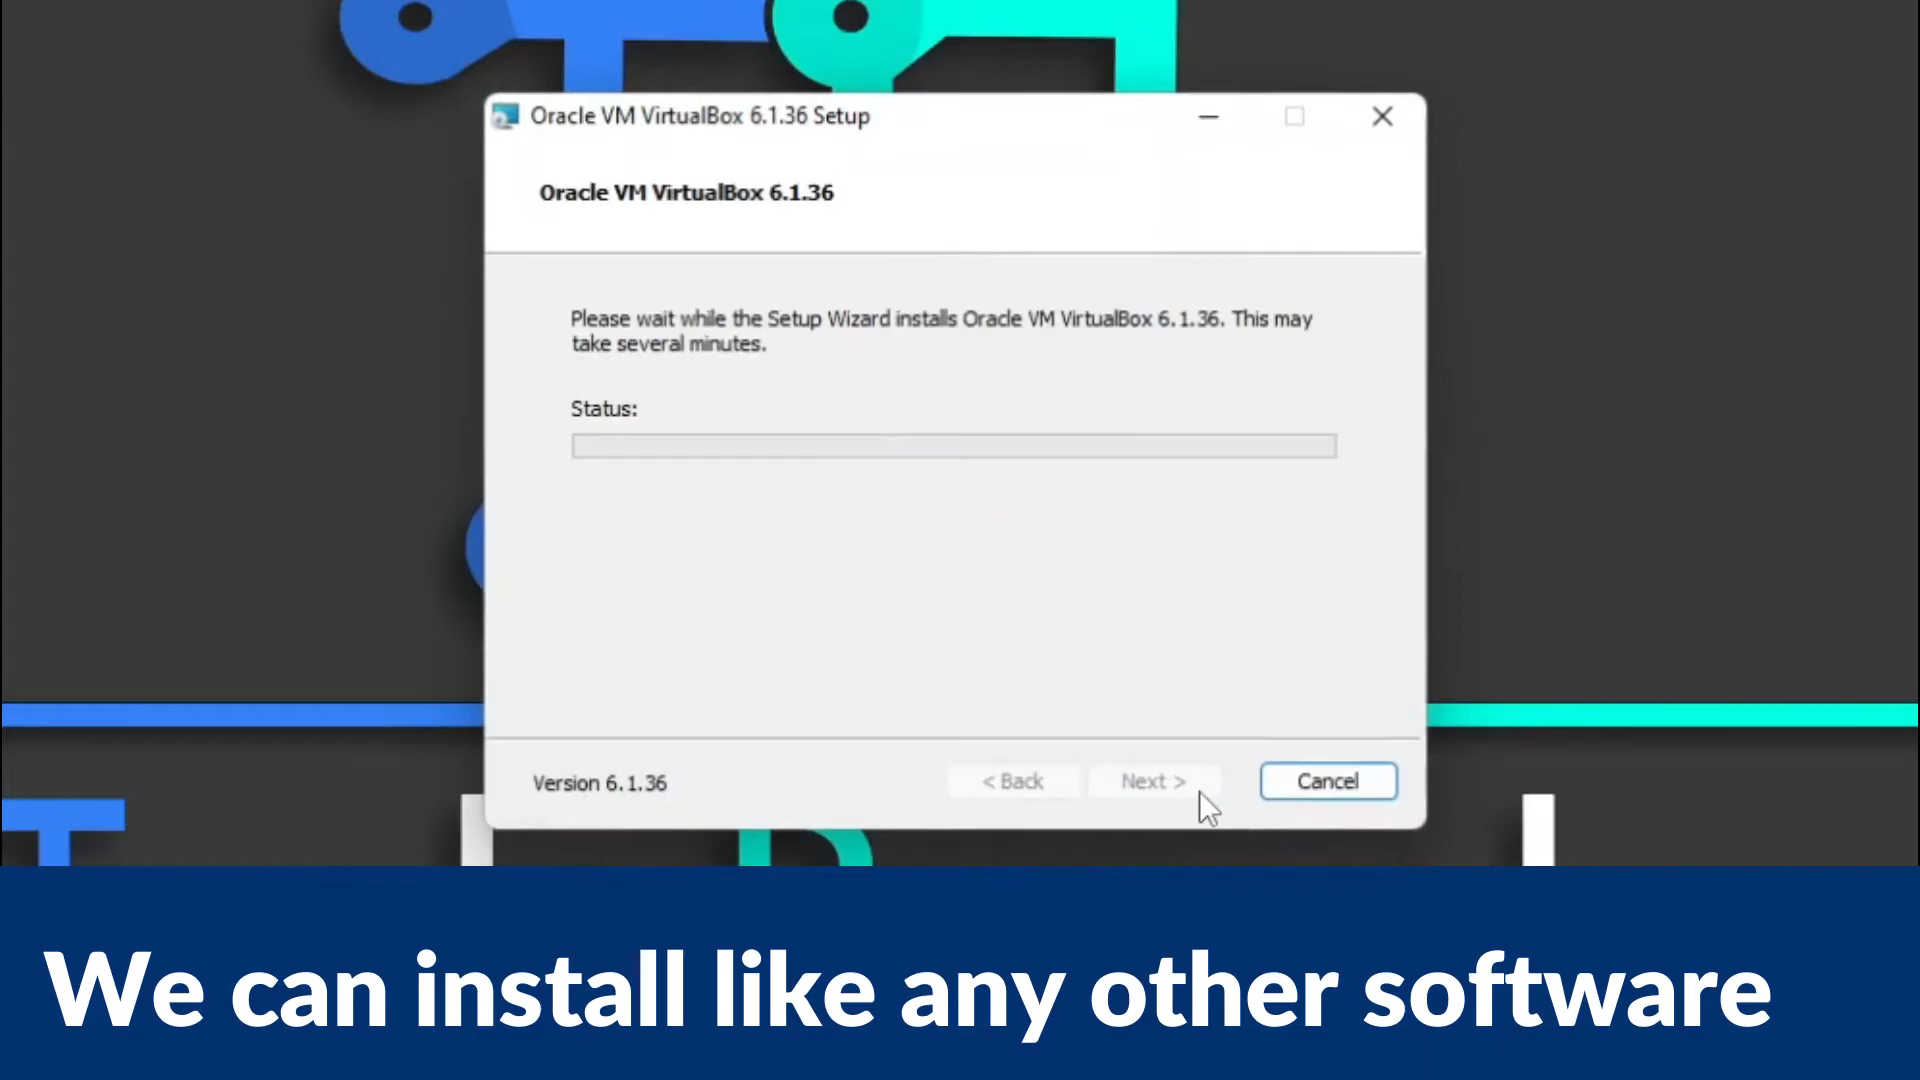 Oracle VM VirtualBox 6.1.36 Setup
Oracle VM VirtualBox 6.1.36
Please wait while the Setup Wizard installs Oracle VM VirtualBox 6.1.36. This may
take several minutes.
Status:
Version 6.1.36
< Back
Next >
Cancel
We can install like any other software